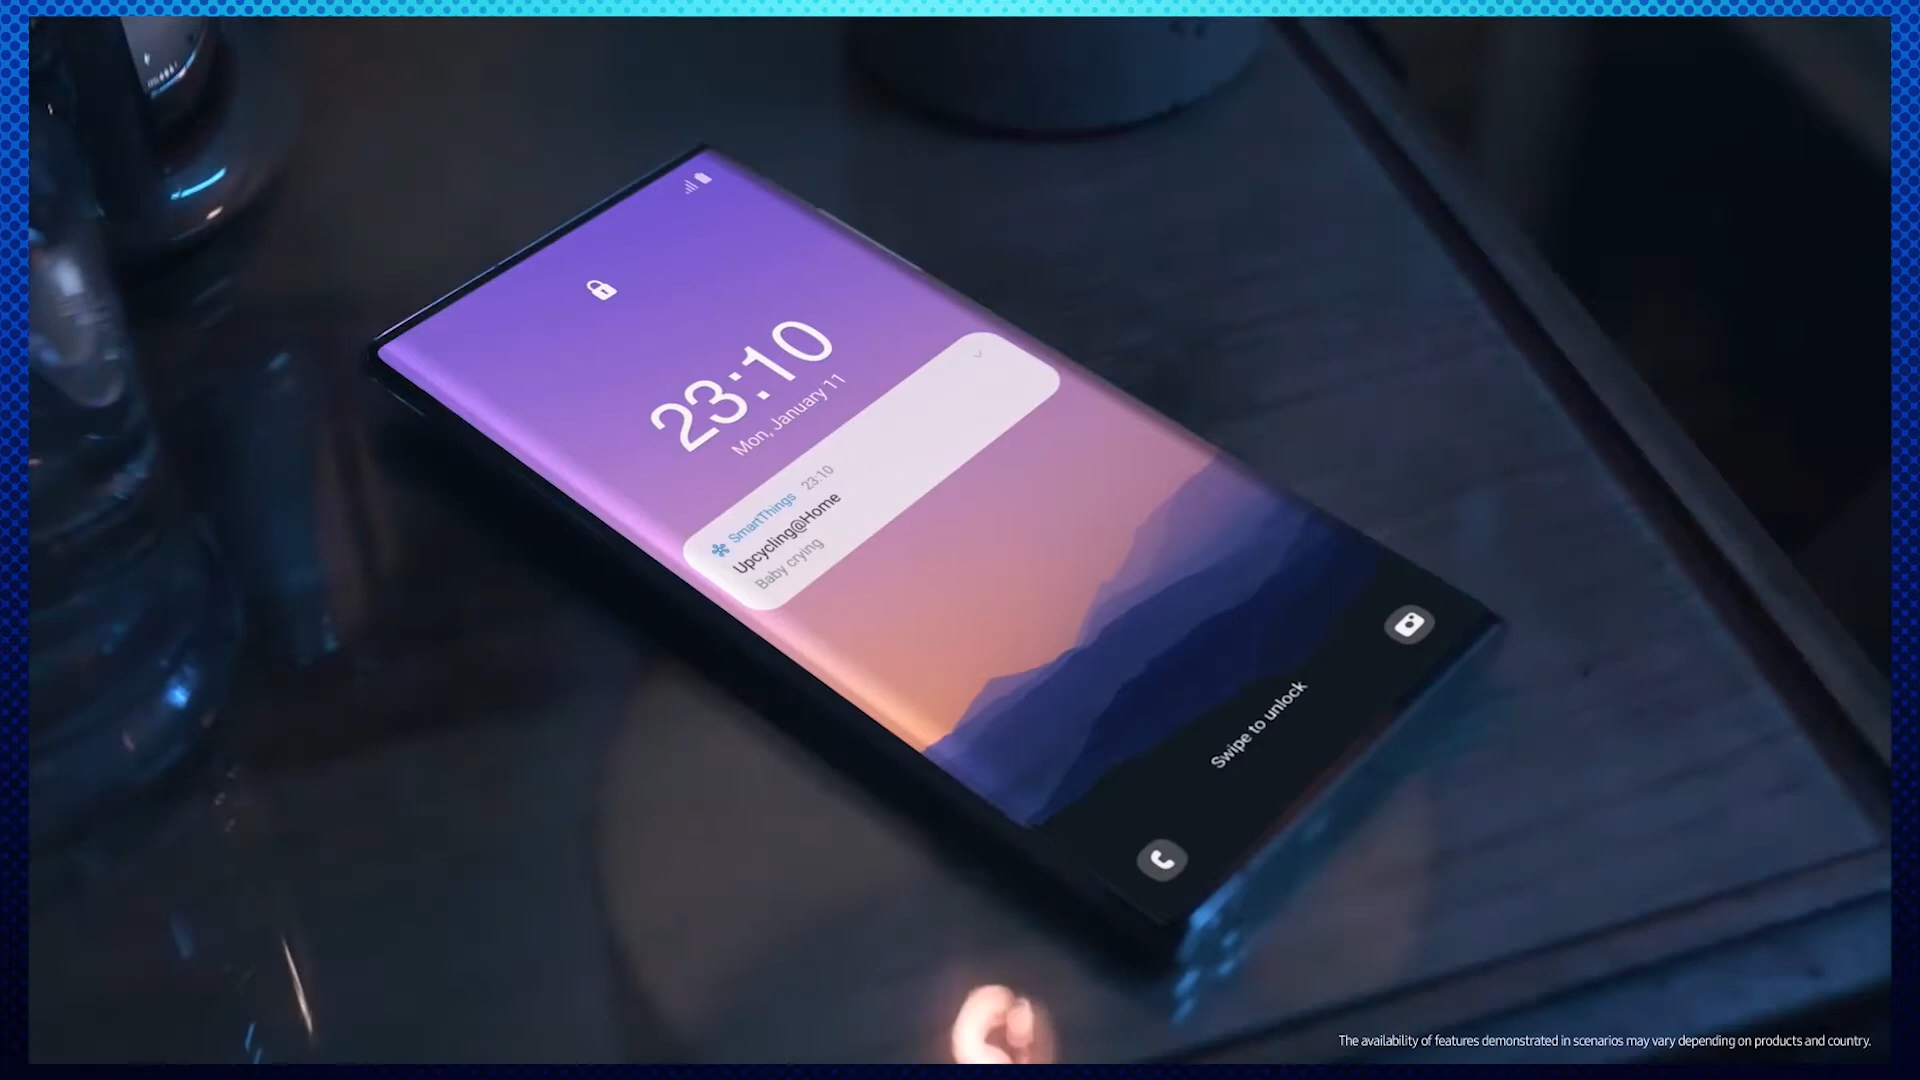 23:10
Mon, January 11
SmartThings 23:10
Upcycling@Home
Baby crying
Swipe to unlock
The availability of features demonstrated in scenarios may vary depending on products and country.